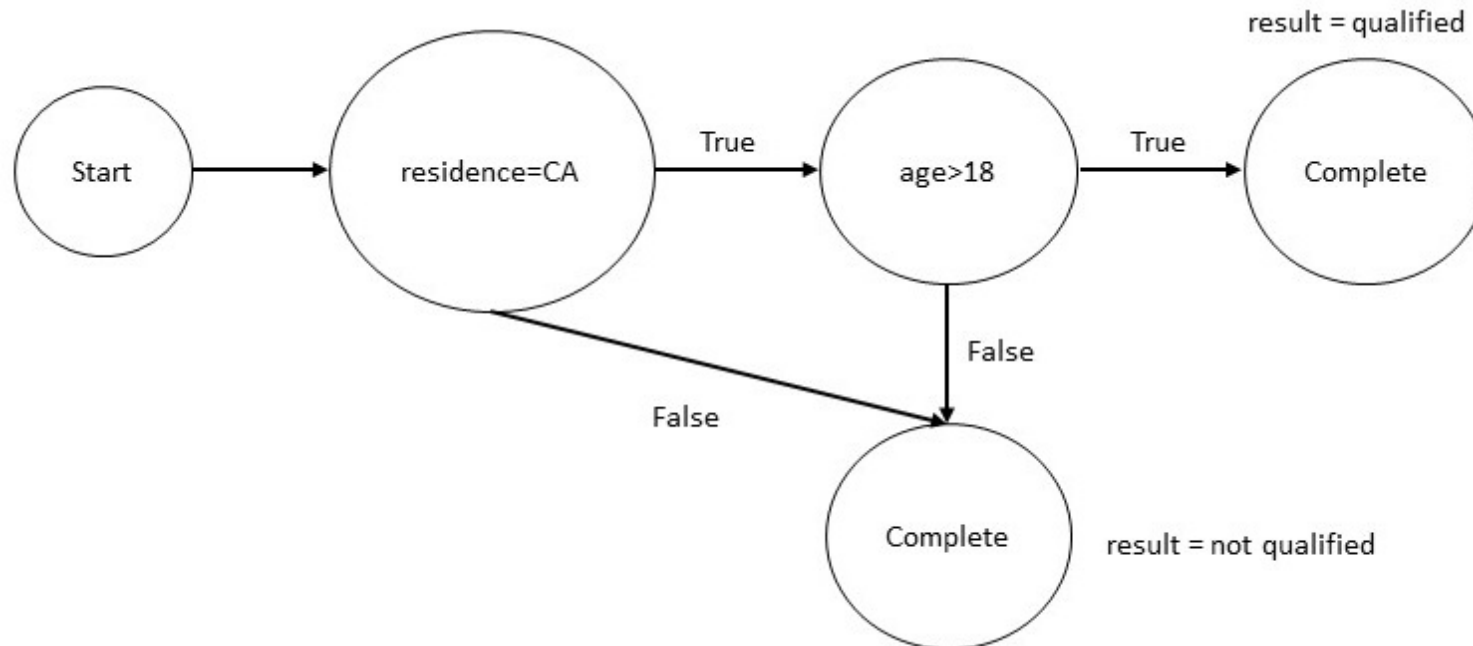 result = qualified
Start
residence=CA
True
age>18
True
Complete
False
False
Complete
result = not qualified